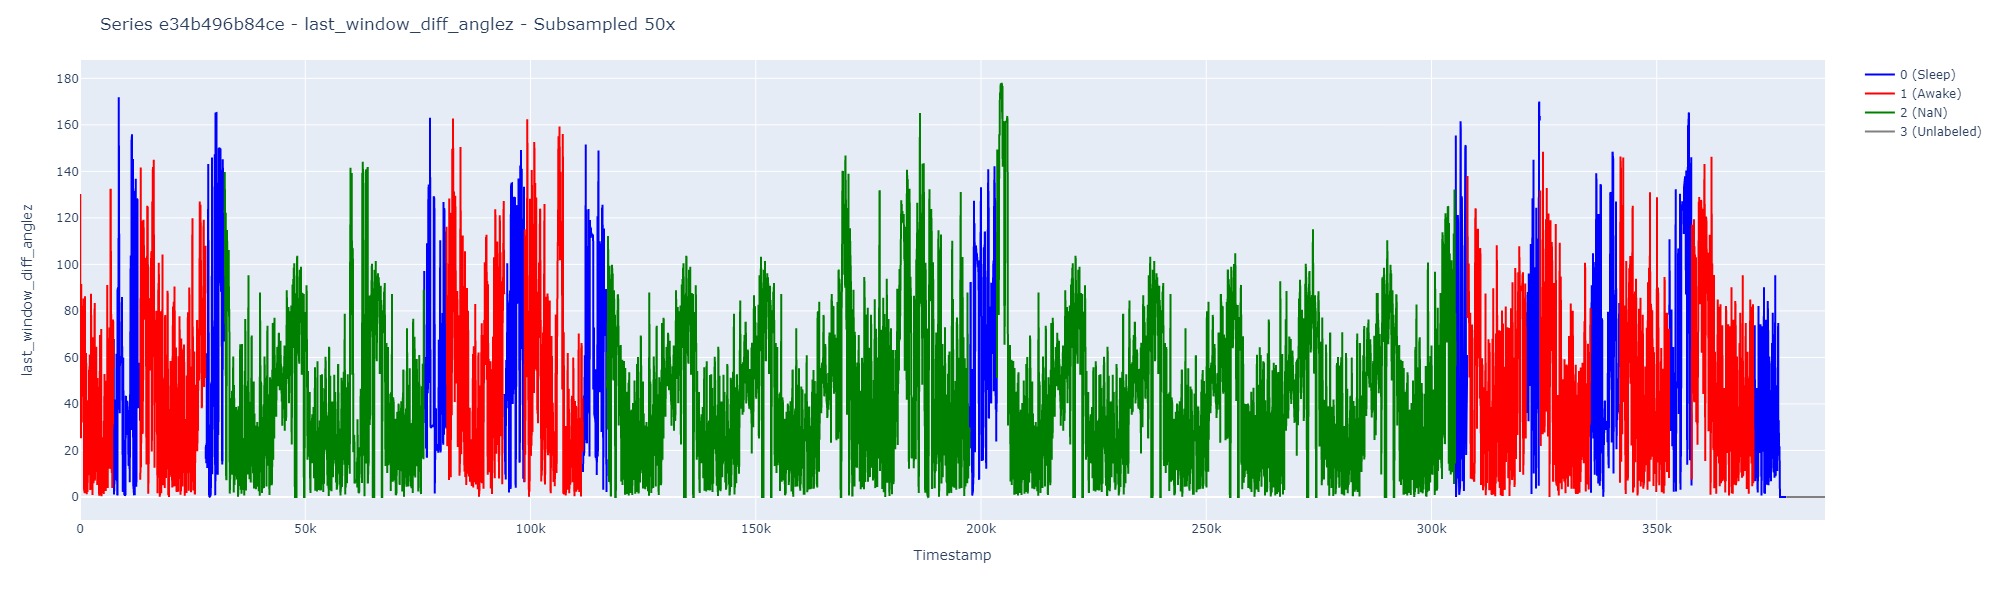 Series e34b496b84ce - last_window_diff_anglez - Subsampled 50x
0 (Sleep)
1 (Awake)
2 (NaN)
3 (Unlabeled)
180
160
140
120
100
80
60
40
20
0
last_window_diff_anglez
0 50k 100k 150k 200k 250k 300k 350k
Timestamp